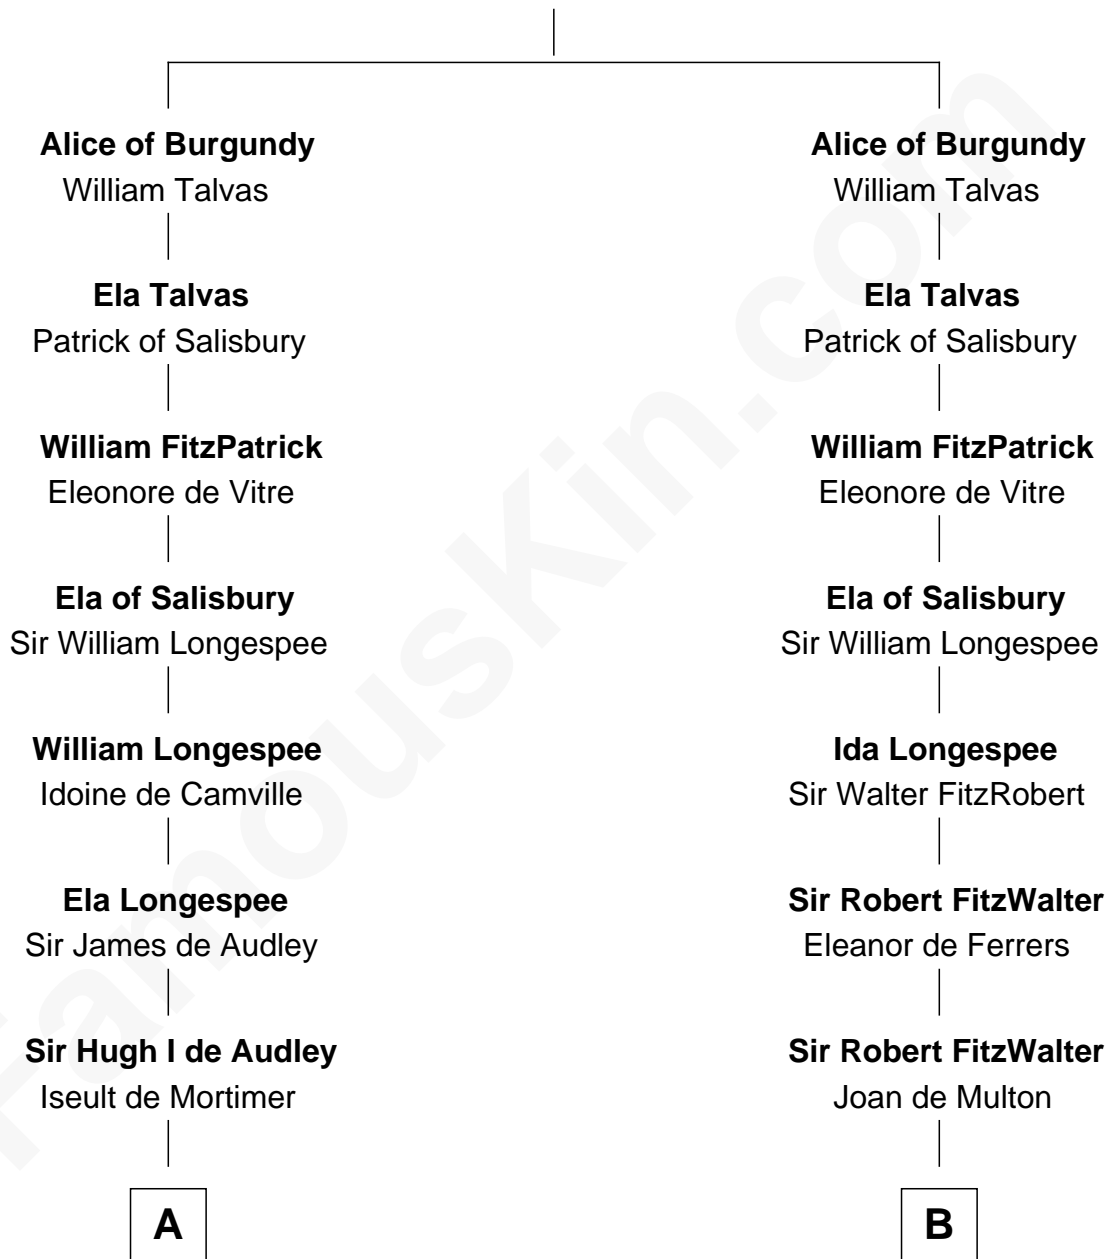 Alice of Burgundy
William Talvas
Ela Talvas
Patrick of Salisbury
William FitzPatrick
Eleonore de Vitre
Ela of Salisbury
Sir William Longespee
William Longespee
Idoine de Camville
Ela Longespee
Sir James de Audley
Sir Hugh I de Audley
Iseult de Mortimer
A
Alice of Burgundy
William Talvas
Ela Talvas
Patrick of Salisbury
William FitzPatrick
Eleonore de Vitre
Ela of Salisbury
Sir William Longespee
Ida Longespee
Sir Walter FitzRobert
Sir Robert FitzWalter
Eleanor de Ferrers
Sir Robert FitzWalter
Joan de Multon
B
FamousKin.com